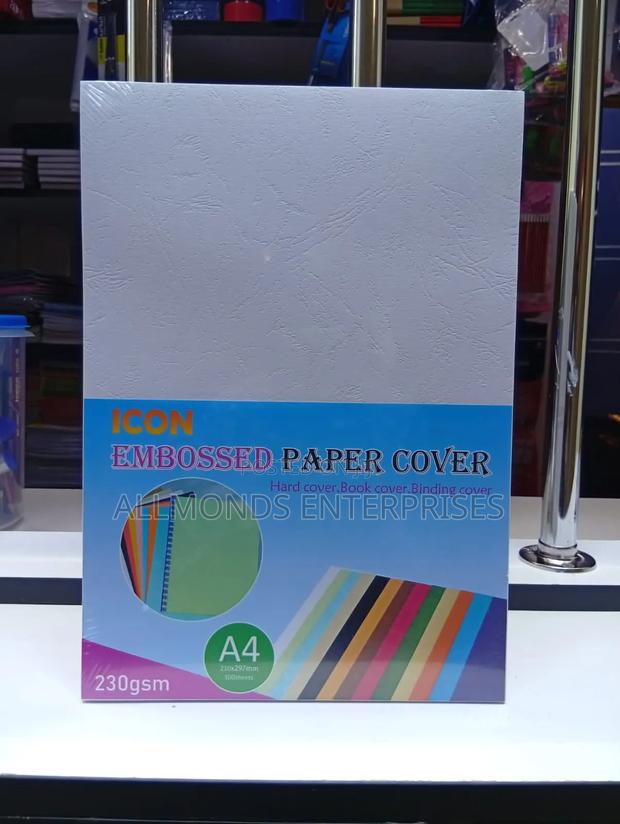 ICON
EMBOSSED PAPER COVER
Hard cover,Book cover,Binding cover
ALLMONDS ENTERPRISES
A4
210x297mm
100sheets
230gsm